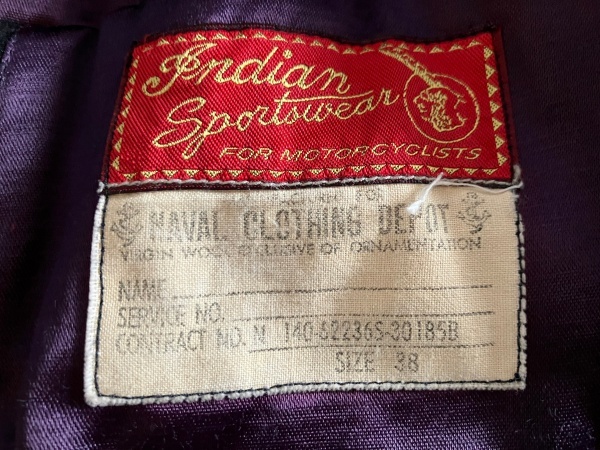 Indian
Sportswear
FOR MOTORCYCLISTS
FOR
NAVAL CLOTHING DEPOT
VIRGIN WOOL EXCLUSIVE OF ORNAMENTATION
NAME
SERVICE NO.
CONTRACT NO. N 140-62236S-30185B
SIZE 38